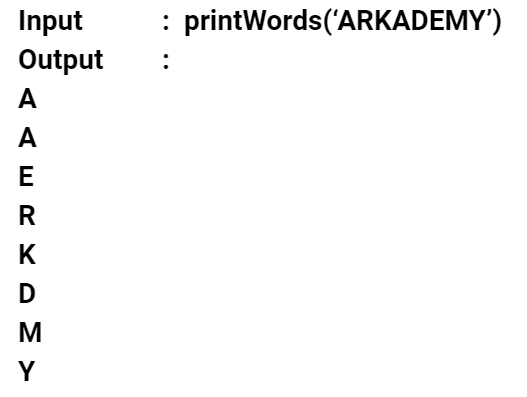 Input : printWords(‘ARKADEMY’)
Output :
A
A
E
R
K
D
M
Y